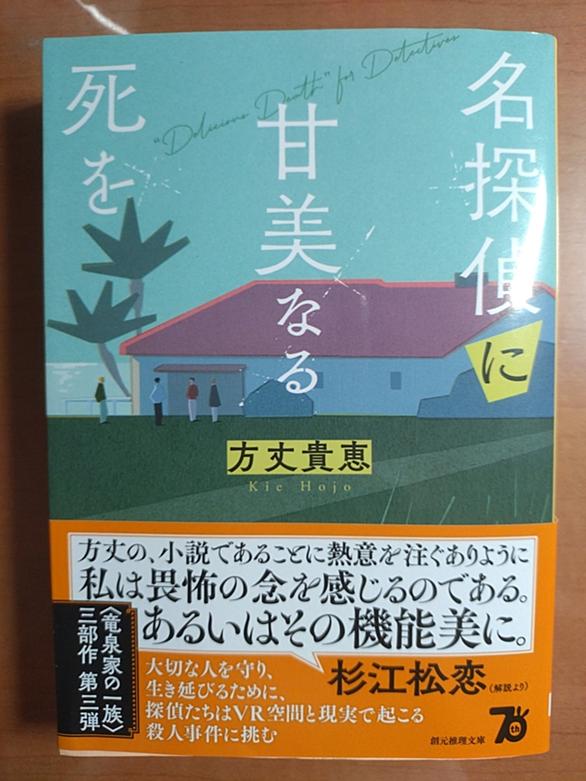 名探偵に
甘美なる
死を
"Delicious Death" for Detectives
方丈貴恵
Kie Hojo
方丈の、小説であることに熱意を注ぐありように
私は畏怖の念を感じるのである。
あるいはその機能美に。
杉江松恋(解説より)
〈竜泉家の一族〉
三部作 第三弾
大切な人を守り、
生き延びるために、
探偵たちはVR空間と現実で起こる
殺人事件に挑む
創元推理文庫
70th